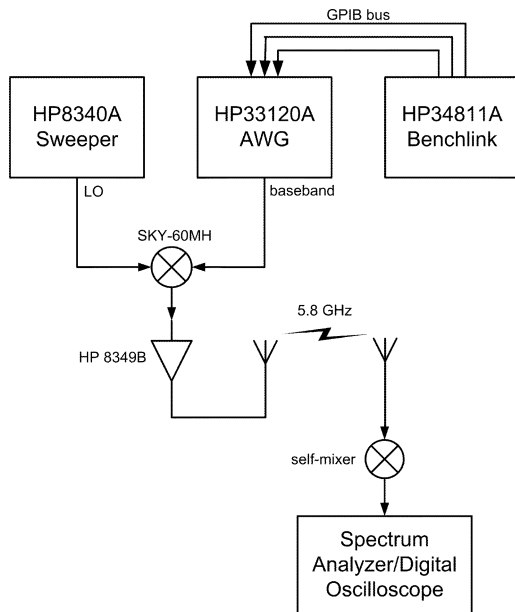 GPIB bus
HP8340A
Sweeper
HP33120A
AWG
HP34811A
Benchlink
LO
baseband
SKY-60MH
5.8 GHz
HP 8349B
self-mixer
Spectrum
Analyzer/Digital
Oscilloscope